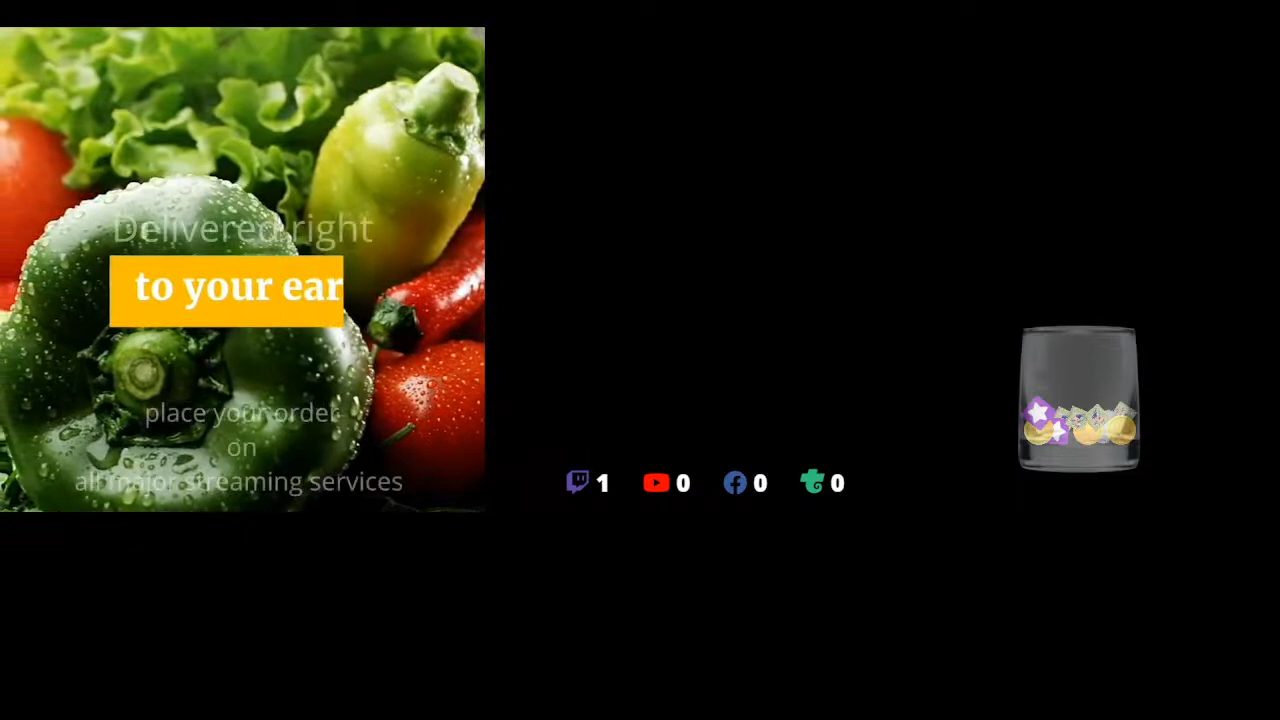 Delivered right
to your ear
place your order
on
all major streaming services
1 0 0 0